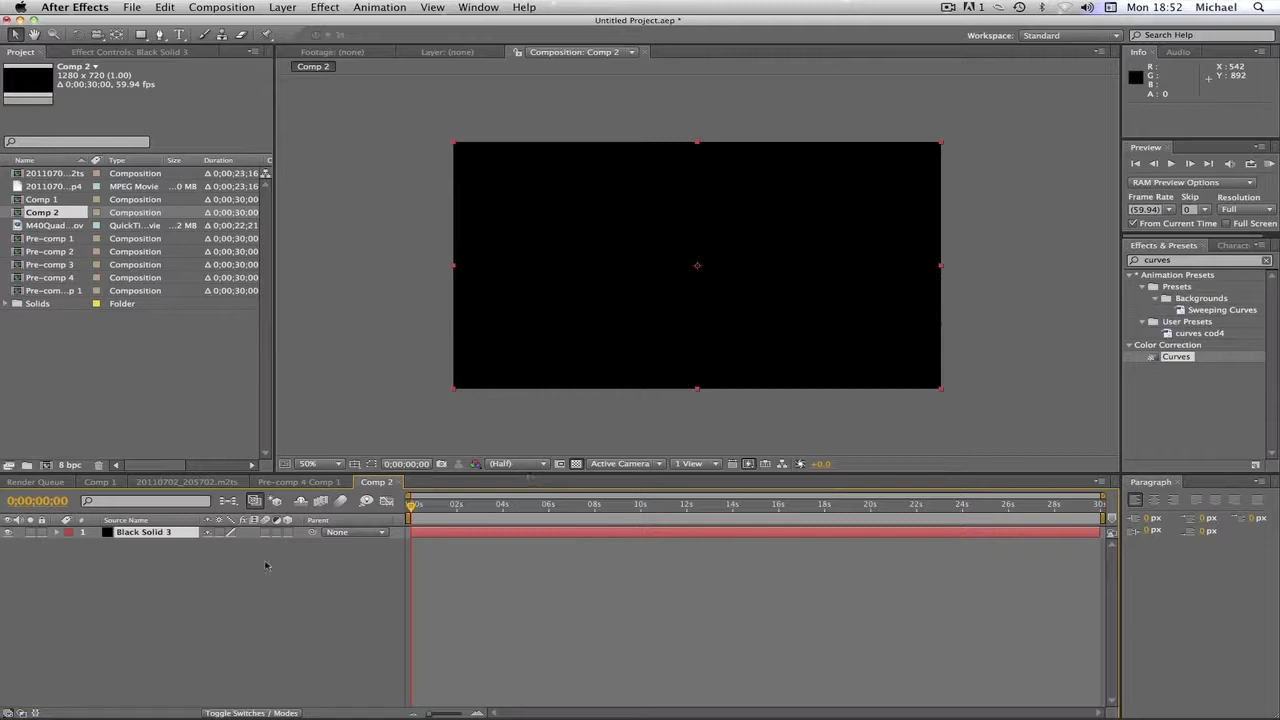 After Effects File Edit Composition Layer Effect Animation View Window Help 1 Mon 18:52 Michael
Untitled Project.aep *
Workspace: Standard Search Help
Project Effect Controls: Black Solid 3 Footage: (none) Layer: (none) Composition: Comp 2 Info Audio
Comp 2
1280 x 720 (1.00)
Δ 0;00;30;00, 59.94 fps
Comp 2
R :
G :
B :
A : 0
X : 542
Y : 892
Preview
RAM Preview Options
Frame Rate Skip Resolution
(59.94) 0 Full
From Current Time Full Screen
Name Type Size Duration
2011070...2ts Composition Δ 0;00;23;16
2011070...p4 MPEG Movie ...0 MB Δ 0;00;23;16
Comp 1 Composition Δ 0;00;30;00
Comp 2 Composition Δ 0;00;30;00
M40Quad...ov QuickTi...vie ...2 MB Δ 0;00;22;21
Pre-comp 1 Composition Δ 0;00;30;00
Pre-comp 2 Composition Δ 0;00;30;00
Pre-comp 3 Composition Δ 0;00;30;00
Pre-comp 4 Composition Δ 0;00;30;00
Pre-com...p 1 Composition Δ 0;00;30;00
Solids Folder
Effects & Presets Charact
curves
* Animation Presets
Presets
Backgrounds
Sweeping Curves
User Presets
curves cod4
Color Correction
Curves
8 bpc
50% 0;00;00;00 (Half) Active Camera 1 View +0.0
Render Queue Comp 1 20110702_205702.m2ts Pre-comp 4 Comp 1 Comp 2
Paragraph
0;00;00;00
00s 02s 04s 06s 08s 10s 12s 14s 16s 18s 20s 22s 24s 26s 28s 30s
# Source Name Parent
1 Black Solid 3 None
0 px 0 px 0 px
0 px 0 px
Toggle Switches / Modes